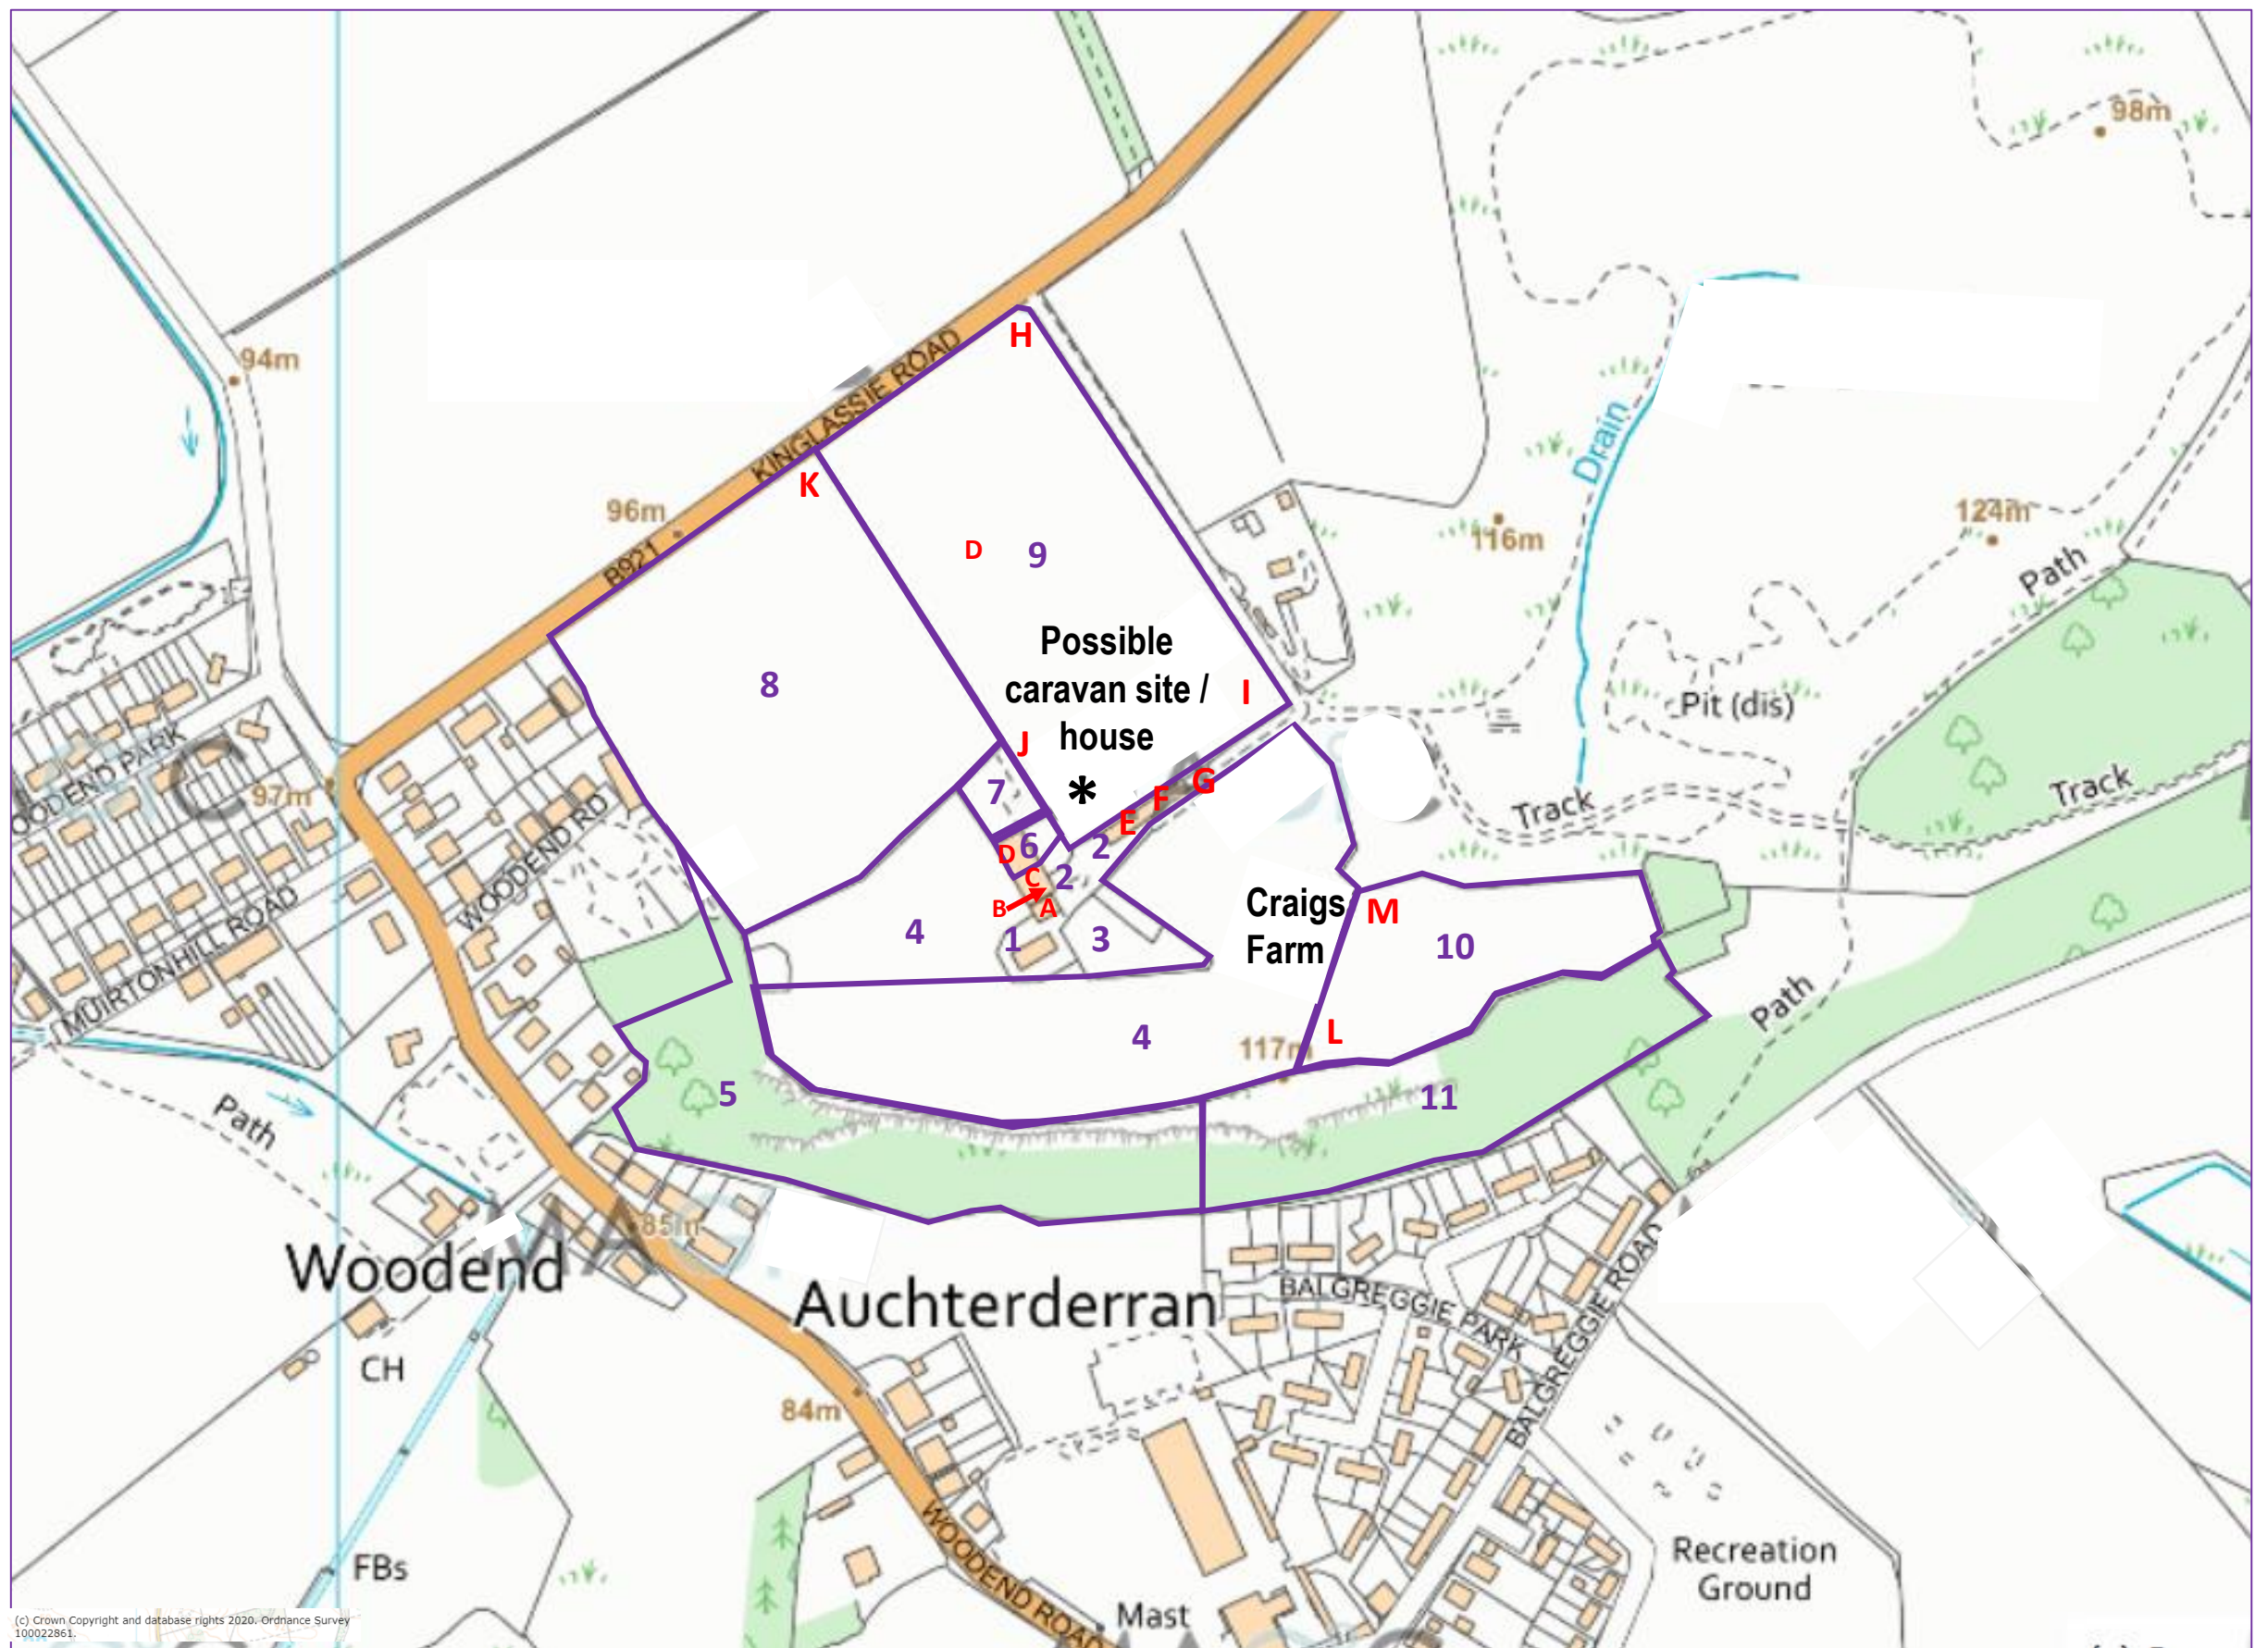 98m
94m
H
KINGLASSIE ROAD
K
96m
B921
D
9
124m
116m
Drain
Path
Possible
caravan site /
house
*
I
8
J
Pit (dis)
7
G
F
E
Track
Track
97m
WOODEND RD
6
2
D
C
2
B
A
Craigs
Farm
M
MUIRTONHILL ROAD
4
1
3
10
Path
4
L
117m
5
11
Path
85m
Woodend
Auchterderran
BALGREGGIE PARK
BALGREGGIE ROAD
CH
84m
WOODEND ROAD
FBs
Recreation
Ground
Mast
(c) Crown Copyright and database rights 2020. Ordnance Survey
100022861.